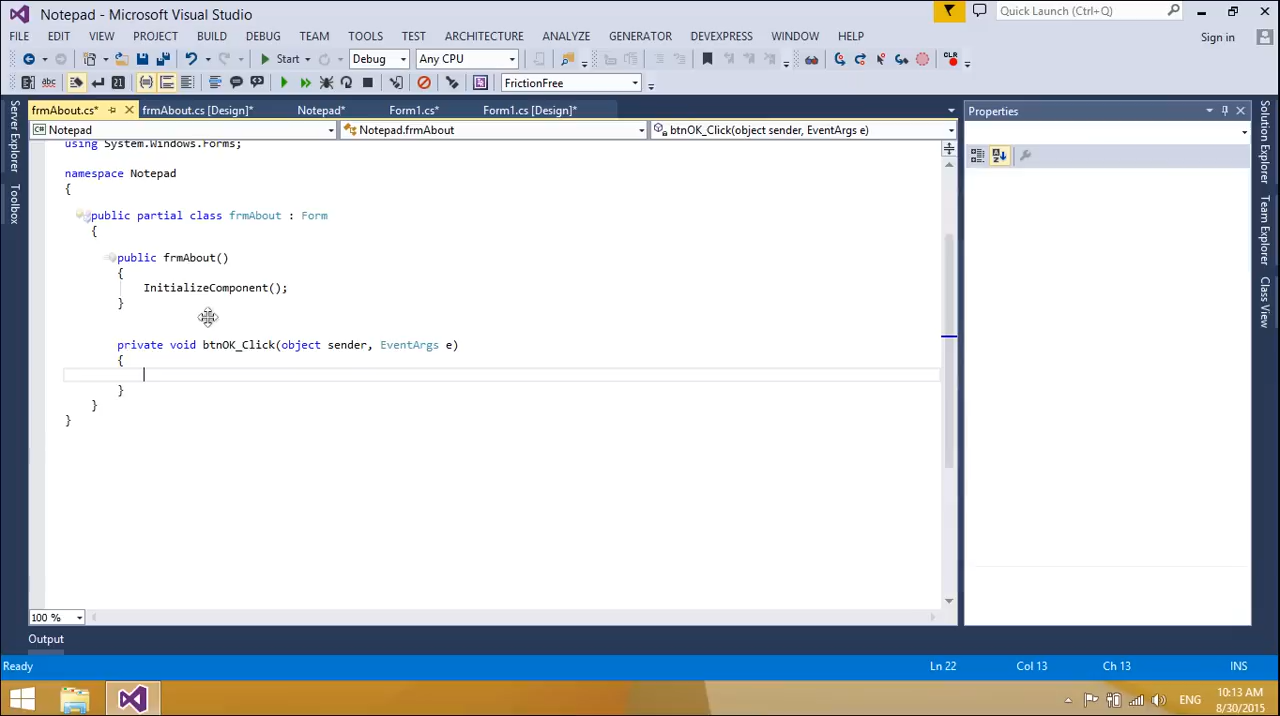 Notepad - Microsoft Visual Studio
Quick Launch (Ctrl+Q)
FILE EDIT VIEW PROJECT BUILD DEBUG TEAM TOOLS TEST ARCHITECTURE ANALYZE GENERATOR DEVEXPRESS WINDOW HELP
Sign in
Start Debug Any CPU CLR
abc 21 FrictionFree
frmAbout.cs* frmAbout.cs [Design]* Notepad* Form1.cs* Form1.cs [Design]*
Properties
Notepad Notepad.frmAbout btnOK_Click(object sender, EventArgs e)
Server Explorer
Toolbox
using System.Windows.Forms;
namespace Notepad
{
public partial class frmAbout : Form
{
public frmAbout()
{
InitializeComponent();
}
private void btnOK_Click(object sender, EventArgs e)
{
}
}
}
Solution Explorer
Team Explorer
Class View
100 %
Output
Ready Ln 22 Col 13 Ch 13 INS
ENG 10:13 AM
8/30/2015